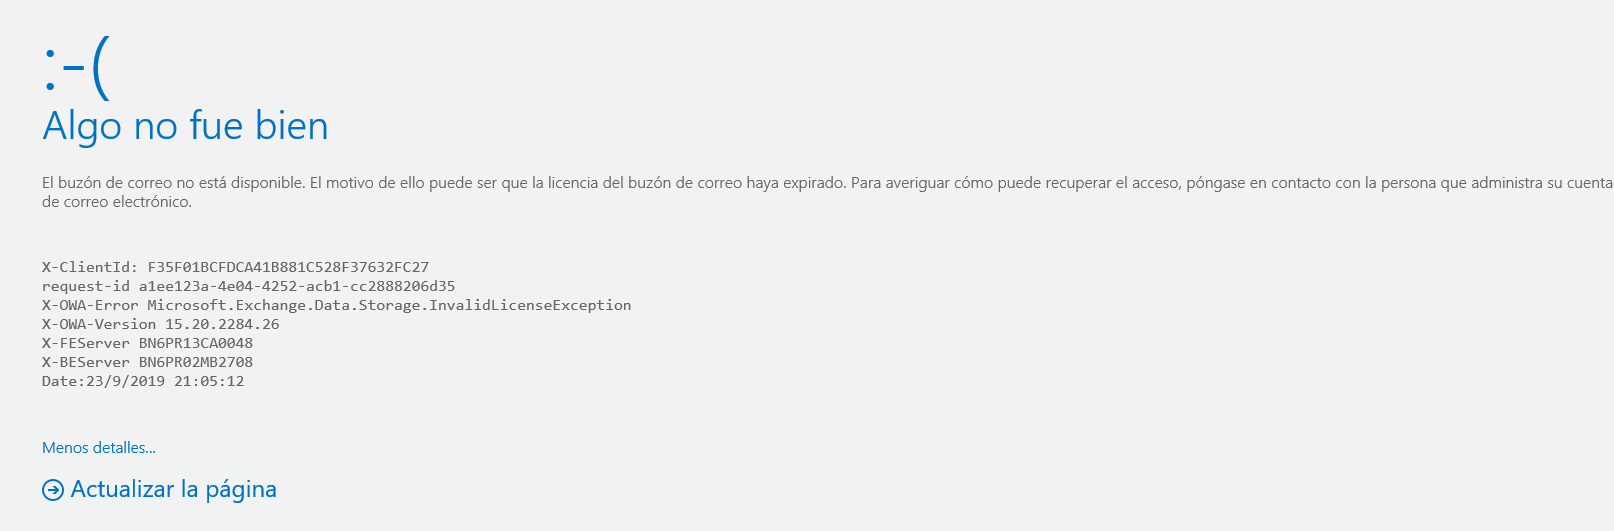 :-(
Algo no fue bien
El buzón de correo no está disponible. El motivo de ello puede ser que la licencia del buzón de correo haya expirado. Para averiguar cómo puede recuperar el acceso, póngase en contacto con la persona que administra su cuenta
de correo electrónico.
X-ClientId: F35F01BCFDCA41B881C528F37632FC27
request-id a1ee123a-4e04-4252-acb1-cc2888206d35
X-OWA-Error Microsoft.Exchange.Data.Storage.InvalidLicenseException
X-OWA-Version 15.20.2284.26
X-FEServer BN6PR13CA0048
X-BEServer BN6PR02MB2708
Date:23/9/2019 21:05:12
Menos detalles...
Actualizar la página